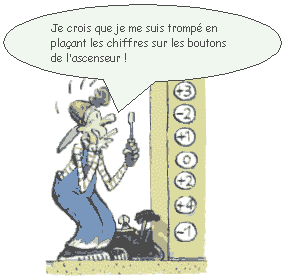 Je crois que je me suis trompé en
plaçant les chiffres sur les boutons
de l'ascenseur !
+3
-2
+1
0
+2
+4
-1